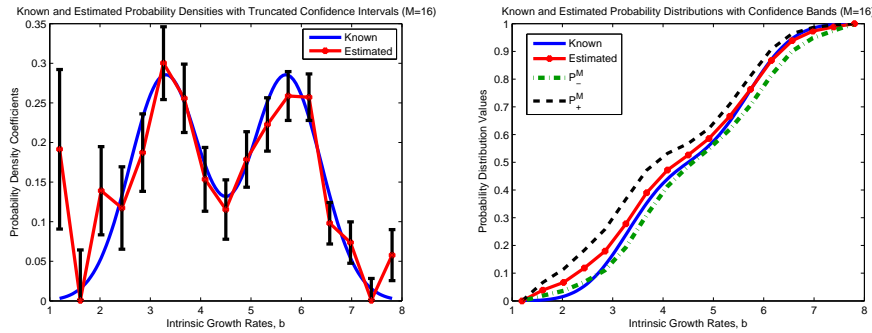 Known and Estimated Probability Densities with Truncated Confidence Intervals (M=16)
0.35
0.3
0.25
0.2
0.15
0.1
0.05
0
Probability Density Coefficients
Known
Estimated
1 2 3 4 5 6 7 8
Intrinsic Growth Rates, b
Known and Estimated Probability Distributions with Confidence Bands (M=16)
1
0.9
0.8
0.7
0.6
0.5
0.4
0.3
0.2
0.1
0
Probability Distribution Values
Known
Estimated
P_-^M
P_+^M
1 2 3 4 5 6 7 8
Intrinsic Growth Rates, b